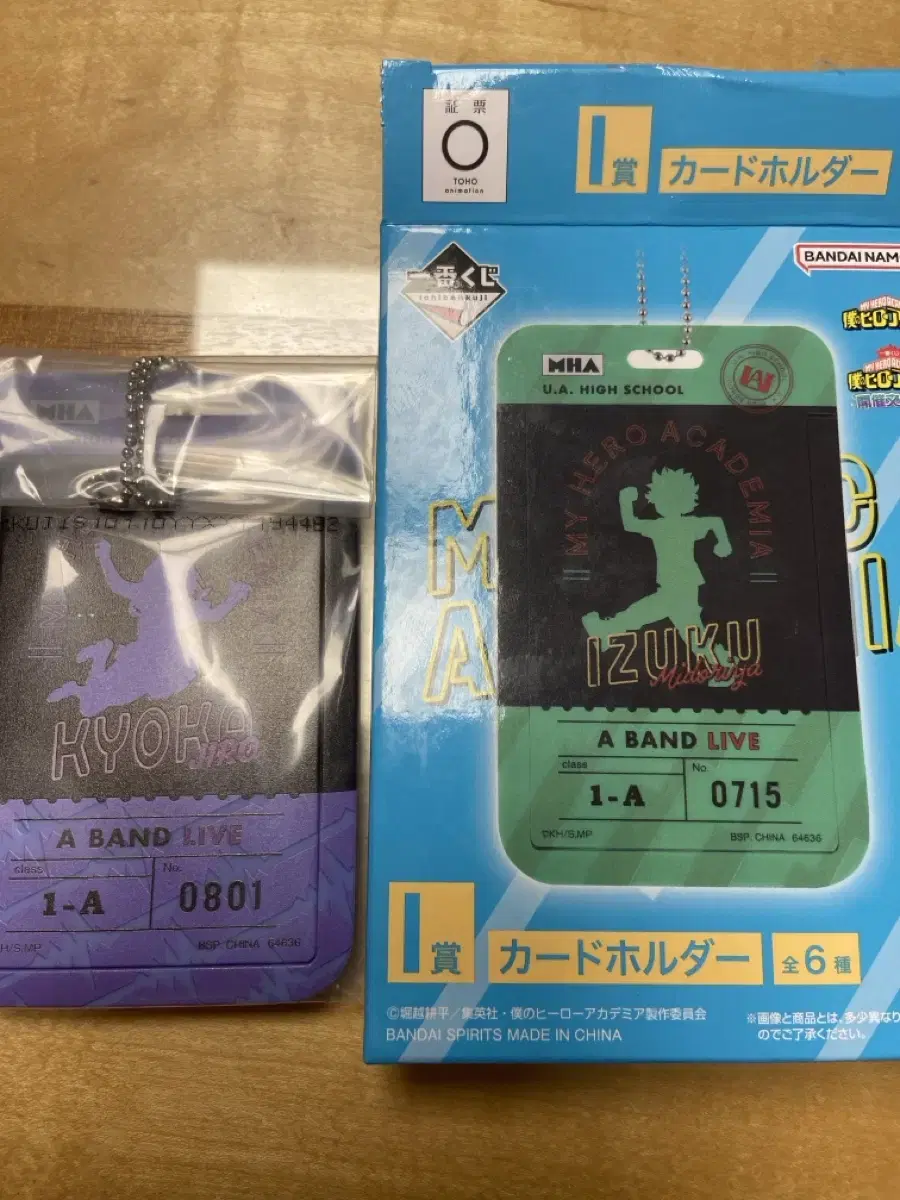 証票
TOHO
animation
I賞
カードホルダー
一番くじ
ichibankuji
BANDAI NAM
MHA
U.A. HIGH SCHOOL
MY HERO ACADEMIA
IZUKU
Midoriya
A BAND LIVE
class
No.
1-A
0715
©KH/S.MP
BSP. CHINA 64636
I賞
カードホルダー
全6種
©堀越耕平／集英社・僕のヒーローアカデミア製作委員会
BANDAI SPIRITS MADE IN CHINA
※画像と商品とは、多少異なり
のでご了承ください。
MHA
KYOKA
JIRO
A BAND LIVE
class
No.
1-A
0801
KH/S.MP
BSP. CHINA 64636